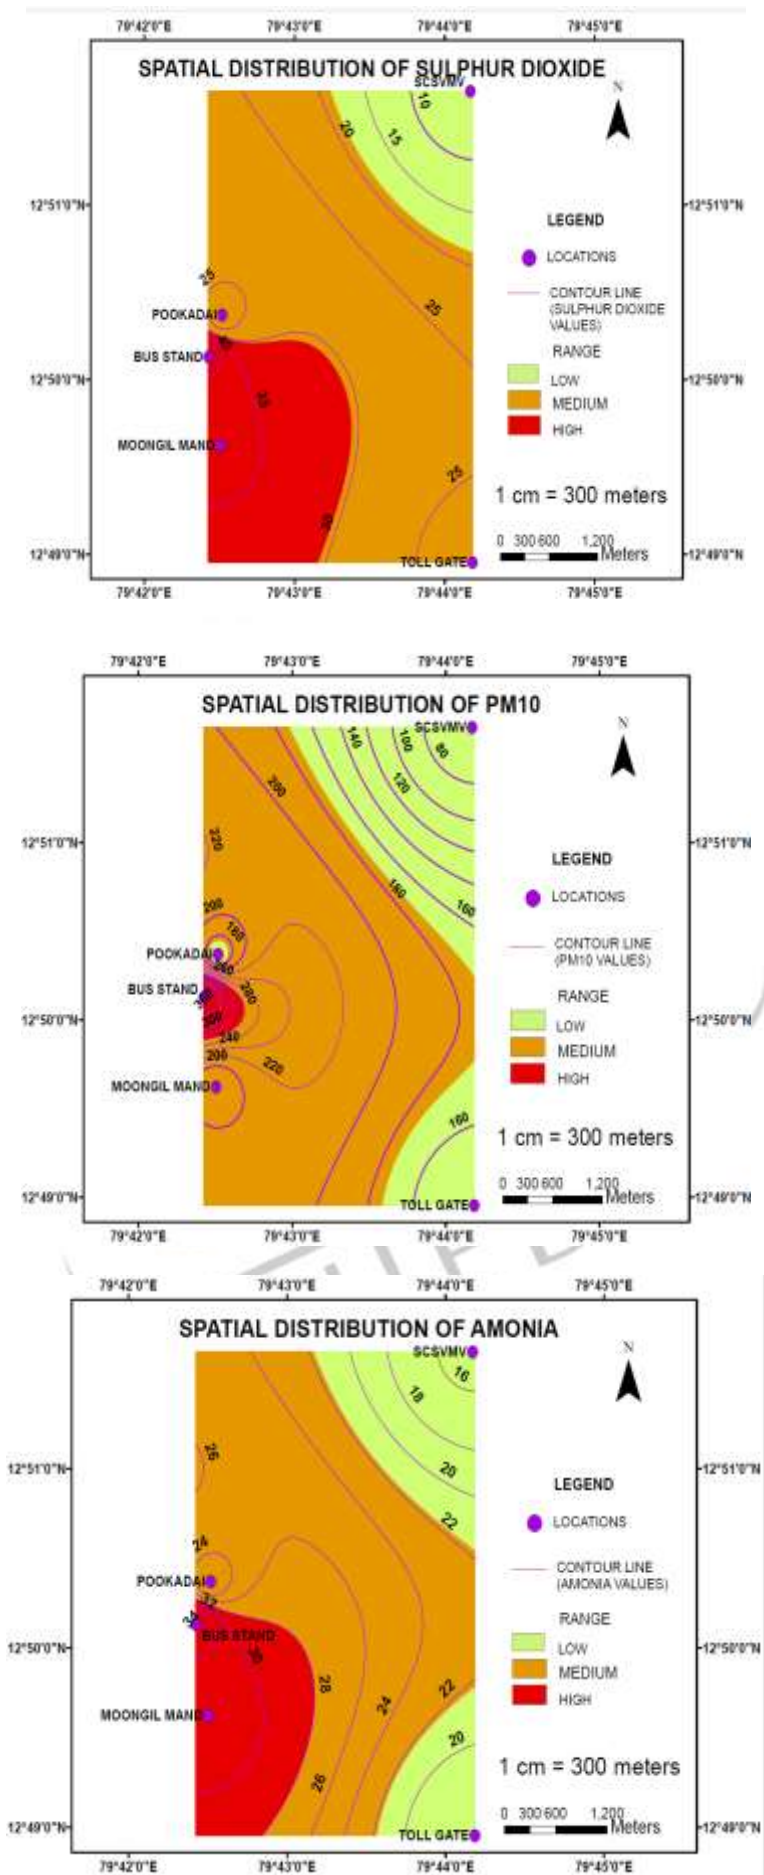 79°42'0"E 79°43'0"E 79°44'0"E 79°45'0"E
SPATIAL DISTRIBUTION OF SULPHUR DIOXIDE
SCSVMV
N
10
15
20
12°51'0"N 12°51'0"N
LEGEND
LOCATIONS
25
CONTOUR LINE
(SULPHUR DIOXIDE
VALUES)
25
POOKADAI
RANGE
30
BUS STAND
LOW
12°50'0"N 12°50'0"N
MEDIUM
35
HIGH
MOONGIL MAND
25
1 cm = 300 meters
30
0 300 600 1,200
Meters
12°49'0"N 12°49'0"N
TOLL GATE
79°42'0"E 79°43'0"E 79°44'0"E 79°45'0"E
79°42'0"E 79°43'0"E 79°44'0"E 79°45'0"E
SPATIAL DISTRIBUTION OF PM10
SCSVMV
N
140
100
80
120
200
12°51'0"N 12°51'0"N
220
LEGEND
180
LOCATIONS
200
160
180
CONTOUR LINE
(PM10 VALUES)
POOKADAI
260
BUS STAND
280
RANGE
300
LOW
12°50'0"N 12°50'0"N
240
MEDIUM
200
220
HIGH
MOONGIL MAND
160
1 cm = 300 meters
0 300 600 1,200
Meters
12°49'0"N 12°49'0"N
TOLL GATE
79°42'0"E 79°43'0"E 79°44'0"E 79°45'0"E
79°42'0"E 79°43'0"E 79°44'0"E 79°45'0"E
SPATIAL DISTRIBUTION OF AMONIA
SCSVMV
N
16
18
26
20
12°51'0"N 12°51'0"N
LEGEND
22
LOCATIONS
24
CONTOUR LINE
(AMONIA VALUES)
POOKADAI
32
RANGE
34
BUS STAND
LOW
12°50'0"N 12°50'0"N
30
MEDIUM
28
22
HIGH
24
MOONGIL MAND
20
1 cm = 300 meters
26
0 300 600 1,200
Meters
12°49'0"N 12°49'0"N
TOLL GATE
79°42'0"E 79°43'0"E 79°44'0"E 79°45'0"E